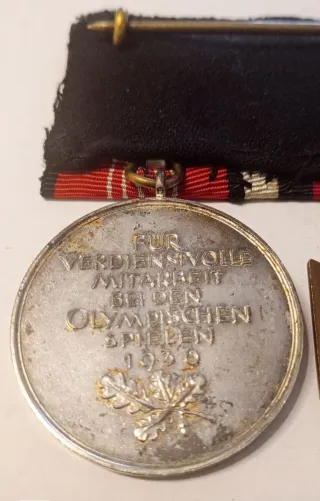 FÜR
VERDIENSTVOLLE
MITARBEIT
BEI DEN
OLYMPISCHEN
SPIELEN
1936